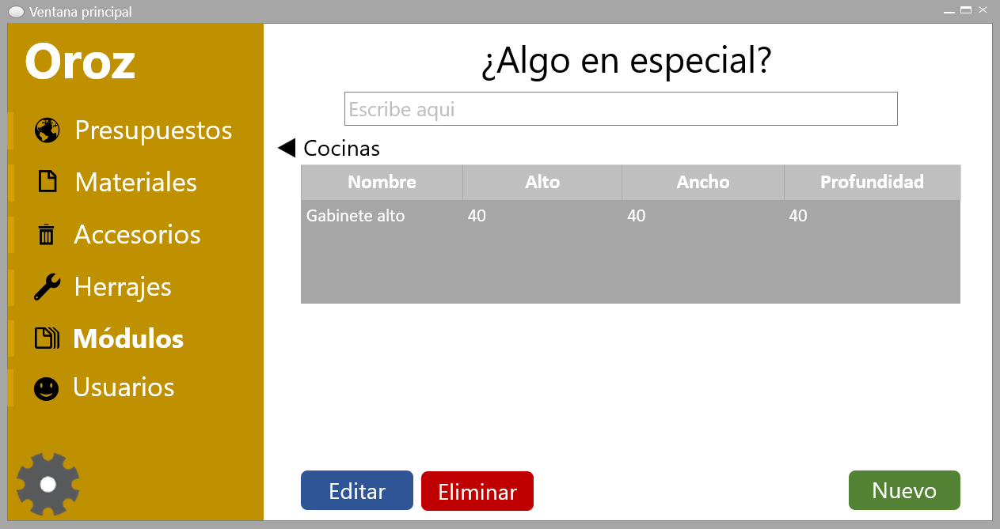 Ventana principal
Oroz
Presupuestos
Materiales
Accesorios
Herrajes
Módulos
Usuarios
¿Algo en especial?
Escribe aqui
Cocinas
Nombre Alto Ancho Profundidad
Gabinete alto 40 40 40
Editar Eliminar Nuevo